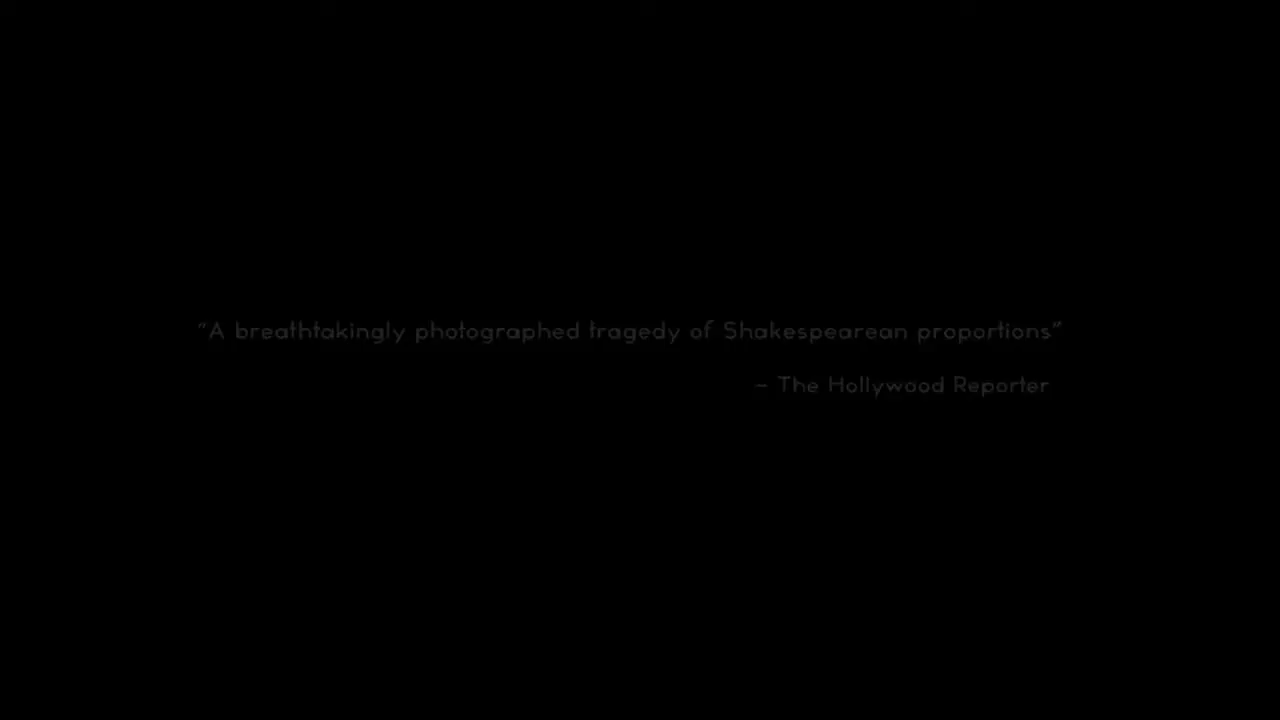 “A breathtakingly photographed tragedy of Shakespearean proportions”
– The Hollywood Reporter